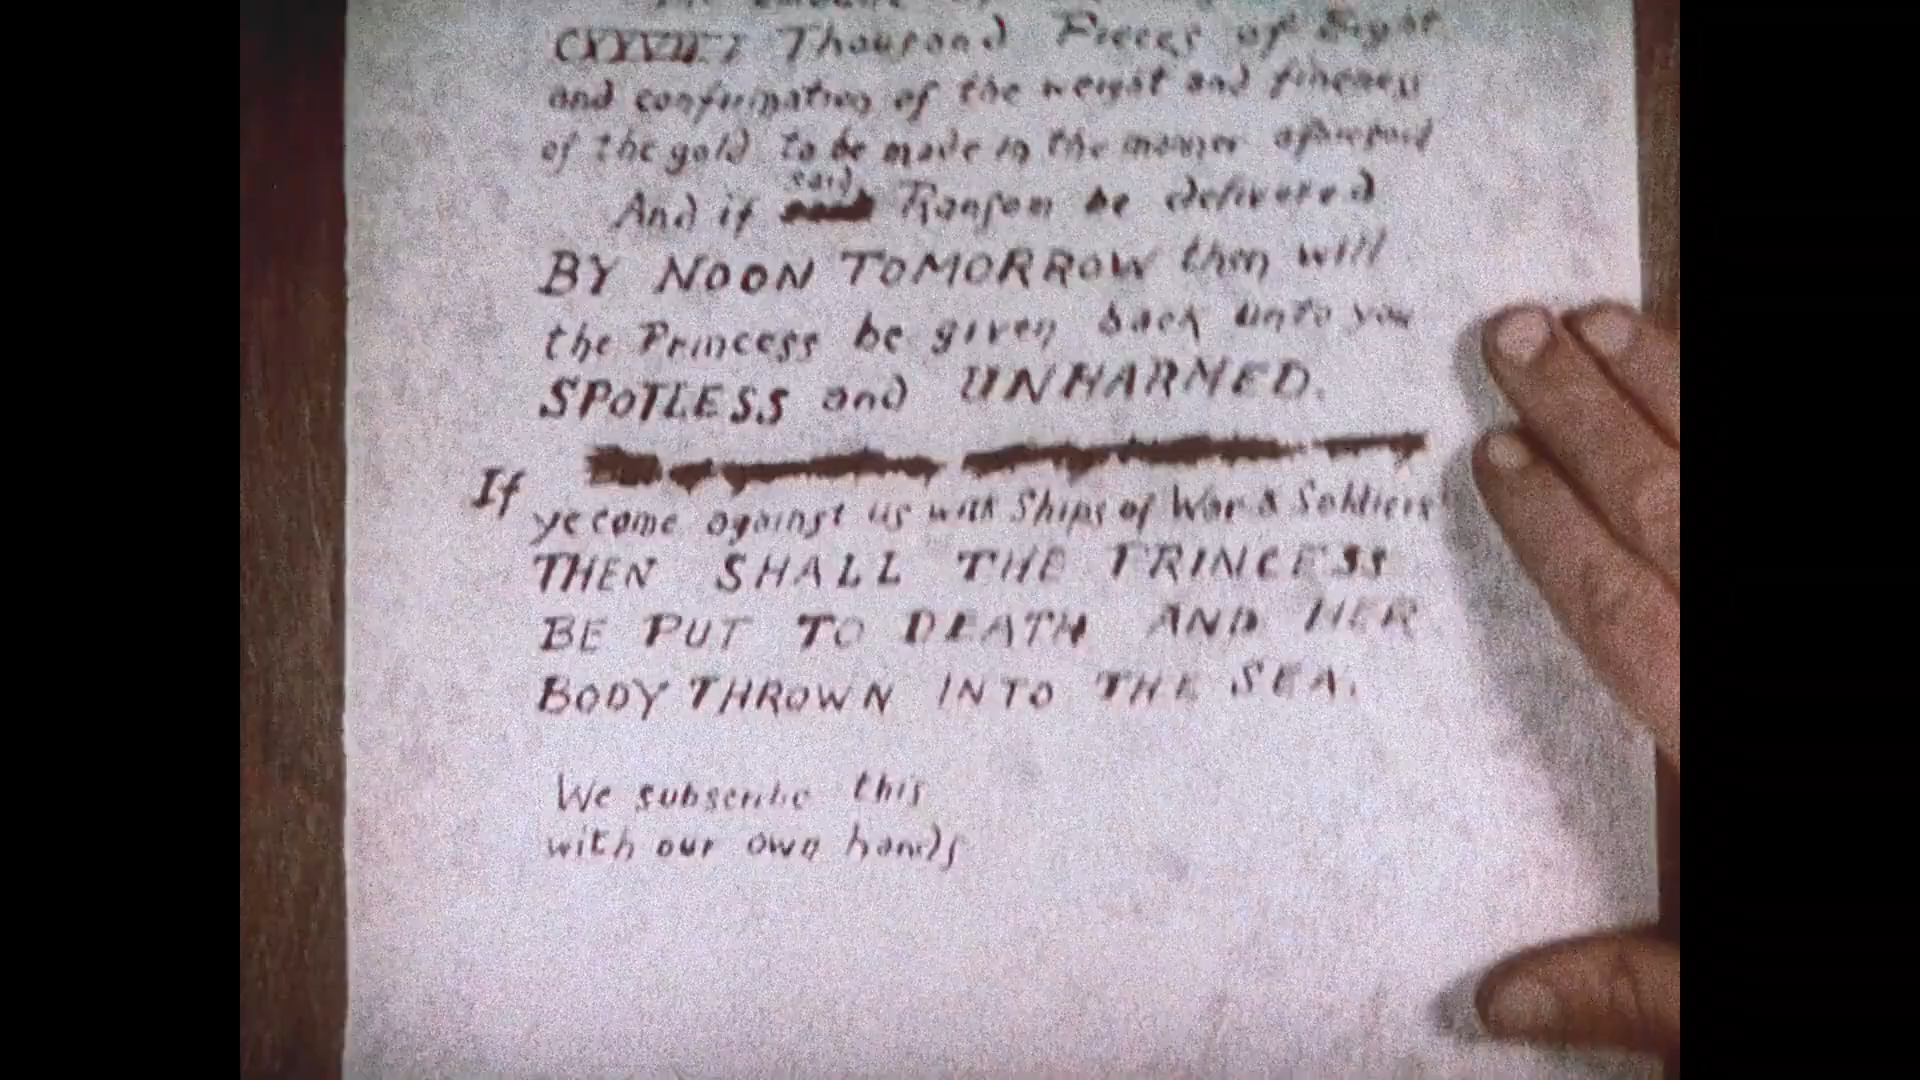 Thousand Pieces of Eight
and confirmation of the weight and fineness
of the gold to be made in the manner aforesaid
And if said Ransom be delivered
BY NOON TOMORROW then will
the Princess be given back unto you
SPOTLESS and UNHARMED.
If
ye come against us with Ships of War & Soldiers
THEN SHALL THE PRINCESS
BE PUT TO DEATH AND HER
BODY THROWN INTO THE SEA.
We subscribe this
with our own hands